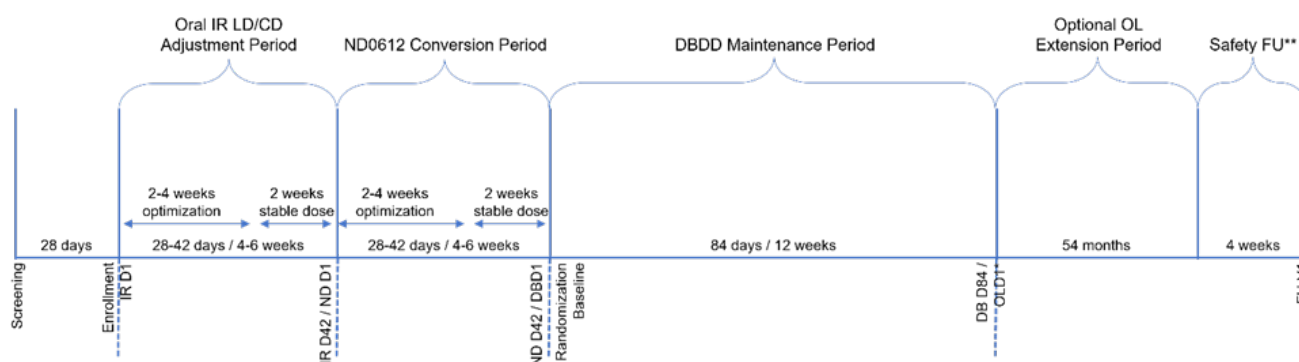 Oral IR LD/CD
Adjustment Period
ND0612 Conversion Period
DBDD Maintenance Period
Optional OL
Extension Period
Safety FU**
2-4 weeks
optimization
2 weeks
stable dose
2-4 weeks
optimization
2 weeks
stable dose
28 days
28-42 days / 4-6 weeks
28-42 days / 4-6 weeks
84 days / 12 weeks
54 months
4 weeks
Screening
Enrollment
IR D1
IR D42 / ND D1
ND D42 / DBD1
Randomization
Baseline
DB D84 /
OLD1*